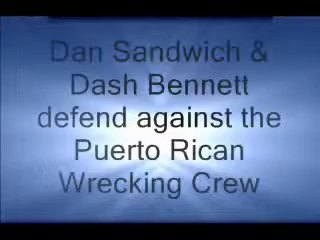 Dan Sandwich &
Dash Bennett
defend against the
Puerto Rican
Wrecking Crew